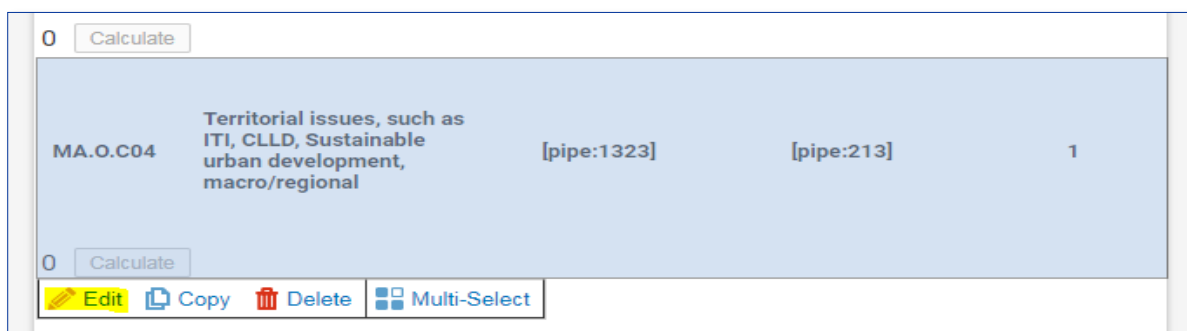 0 Calculate
Territorial issues, such as
ITI, CLLD, Sustainable
MA.O.C04 [pipe:1323] [pipe:213] 1
urban development,
macro/regional
0 Calculate
Edit Copy Delete Multi-Select